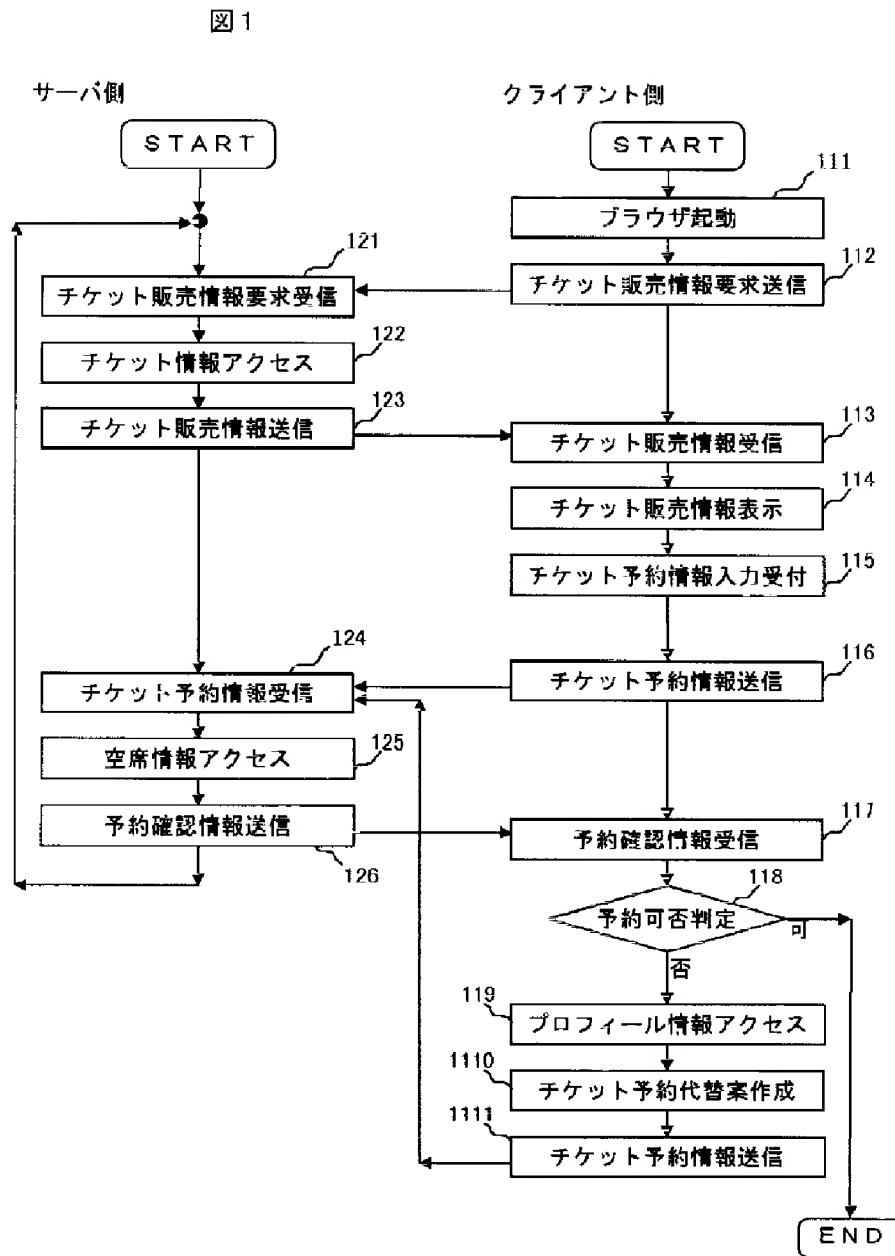 図1
サーバ側
START
121
チケット販売情報要求受信
122
チケット情報アクセス
123
チケット販売情報送信
124
チケット予約情報受信
125
空席情報アクセス
予約確認情報送信
126
クライアント側
START
111
ブラウザ起動
112
チケット販売情報要求送信
113
チケット販売情報受信
114
チケット販売情報表示
115
チケット予約情報入力受付
116
チケット予約情報送信
117
予約確認情報受信
118
予約可否判定
可
否
119
プロフィール情報アクセス
1110
チケット予約代替案作成
1111
チケット予約情報送信
END